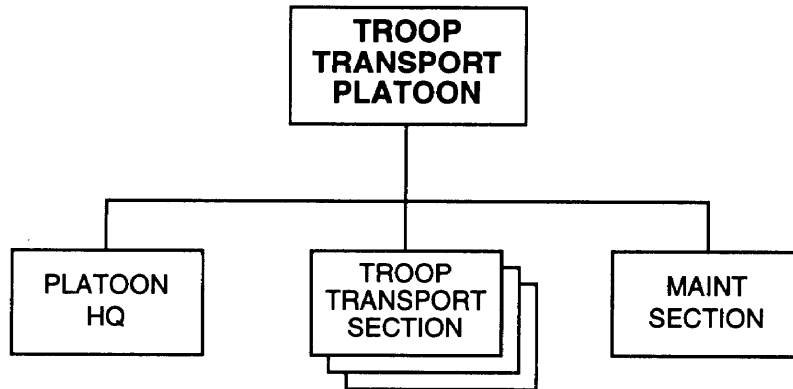 TROOP
TRANSPORT
PLATOON
PLATOON
HQ
TROOP
TRANSPORT
SECTION
MAINT
SECTION